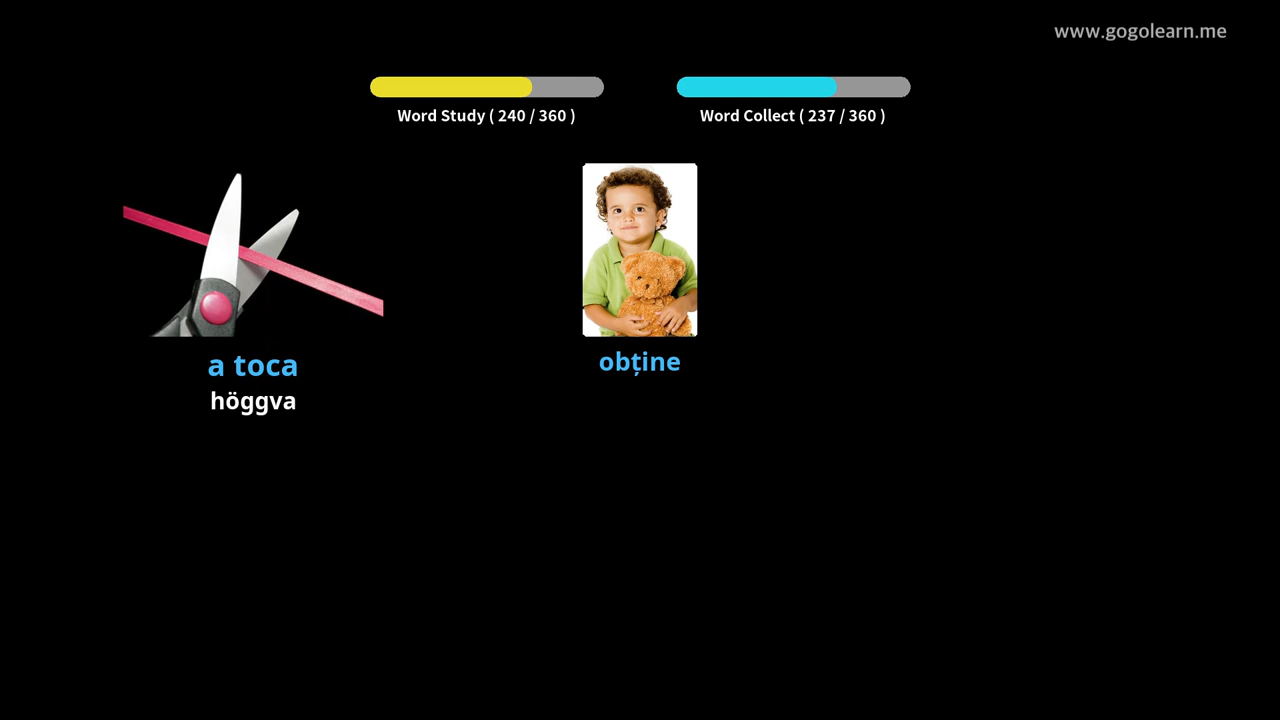 www.gogolearn.me
Word Study ( 240 / 360 )
Word Collect ( 237 / 360 )
a toca
höggva
obține